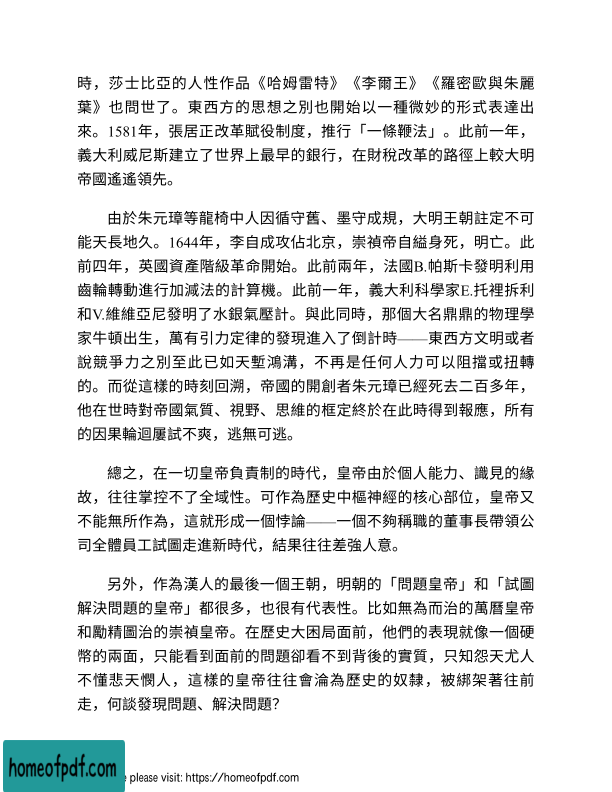 時，莎士比亞的人性作品《哈姆雷特》《李爾王》《羅密歐與朱麗
葉》也問世了。東西方的思想之別也開始以一種微妙的形式表達出
來。1581年，張居正改革賦役制度，推行「一條鞭法」。此前一年，
義大利威尼斯建立了世界上最早的銀行，在財稅改革的路徑上較大明
帝國遙遙領先。
由於朱元璋等龍椅中人因循守舊、墨守成規，大明王朝註定不可
能天長地久。1644年，李自成攻佔北京，崇禎帝自縊身死，明亡。此
前四年，英國資產階級革命開始。此前兩年，法國B.帕斯卡發明利用
齒輪轉動進行加減法的計算機。此前一年，義大利科學家E.托裡拆利
和V.維維亞尼發明了水銀氣壓計。與此同時，那個大名鼎鼎的物理學
家牛頓出生，萬有引力定律的發現進入了倒計時——東西方文明或者
說競爭力之別至此已如天塹鴻溝，不再是任何人力可以阻擋或扭轉
的。而從這樣的時刻回溯，帝國的開創者朱元璋已經死去二百多年，
他在世時對帝國氣質、視野、思維的框定終於在此時得到報應，所有
的因果輪迴屢試不爽，逃無可逃。
總之，在一切皇帝負責制的時代，皇帝由於個人能力、識見的緣
故，往往掌控不了全域性。可作為歷史中樞神經的核心部位，皇帝又
不能無所作為，這就形成一個悖論——一個不夠稱職的董事長帶領公
司全體員工試圖走進新時代，結果往往差強人意。
另外，作為漢人的最後一個王朝，明朝的「問題皇帝」和「試圖
解決問題的皇帝」都很多，也很有代表性。比如無為而治的萬曆皇帝
和勵精圖治的崇禎皇帝。在歷史大困局面前，他們的表現就像一個硬
幣的兩面，只能看到面前的問題卻看不到背後的實質，只知怨天尤人
不懂悲天憫人，這樣的皇帝往往會淪為歷史的奴隸，被綁架著往前
走，何談發現問題、解決問題？
homeofpdf.com
e please visit: https://homeofpdf.com